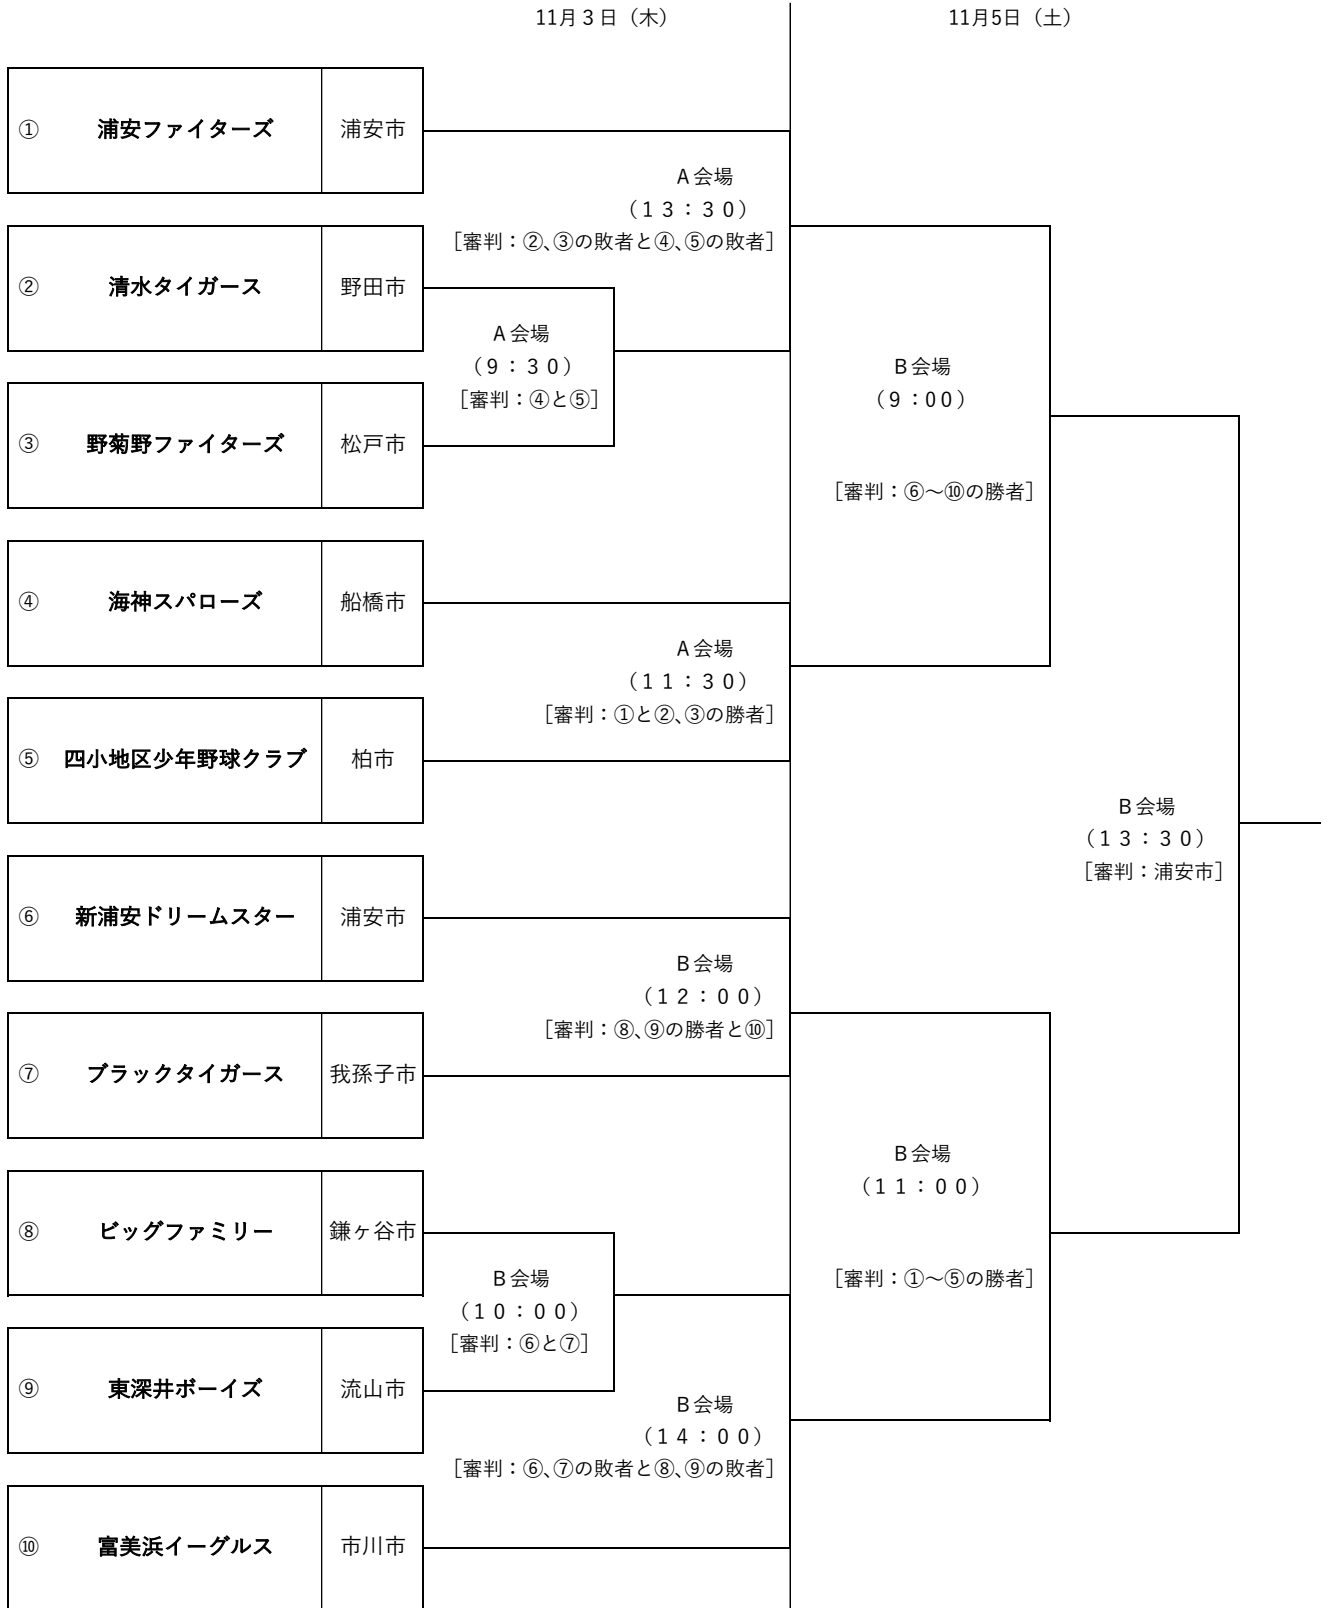 11月３日（木）
11月5日（土）
① 浦安ファイターズ 浦安市
Ａ会場
（１３：３０）
［審判：②、③の敗者と④、⑤の敗者］
② 清水タイガース 野田市
Ａ会場
（９：３０）
［審判：④と⑤］
Ｂ会場
（９：００）
③ 野菊野ファイターズ 松戸市
［審判：⑥～⑩の勝者］
④ 海神スパローズ 船橋市
Ａ会場
（１１：３０）
［審判：①と②、③の勝者］
⑤ 四小地区少年野球クラブ 柏市
Ｂ会場
（１３：３０）
［審判：浦安市］
⑥ 新浦安ドリームスター 浦安市
Ｂ会場
（１２：００）
［審判：⑧、⑨の勝者と⑩］
⑦ ブラックタイガース 我孫子市
Ｂ会場
（１１：００）
⑧ ビッグファミリー 鎌ヶ谷市
Ｂ会場
（１０：００）
［審判：⑥と⑦］
［審判：①～⑤の勝者］
⑨ 東深井ボーイズ 流山市
Ｂ会場
（１４：００）
［審判：⑥、⑦の敗者と⑧、⑨の敗者］
⑩ 富美浜イーグルス 市川市